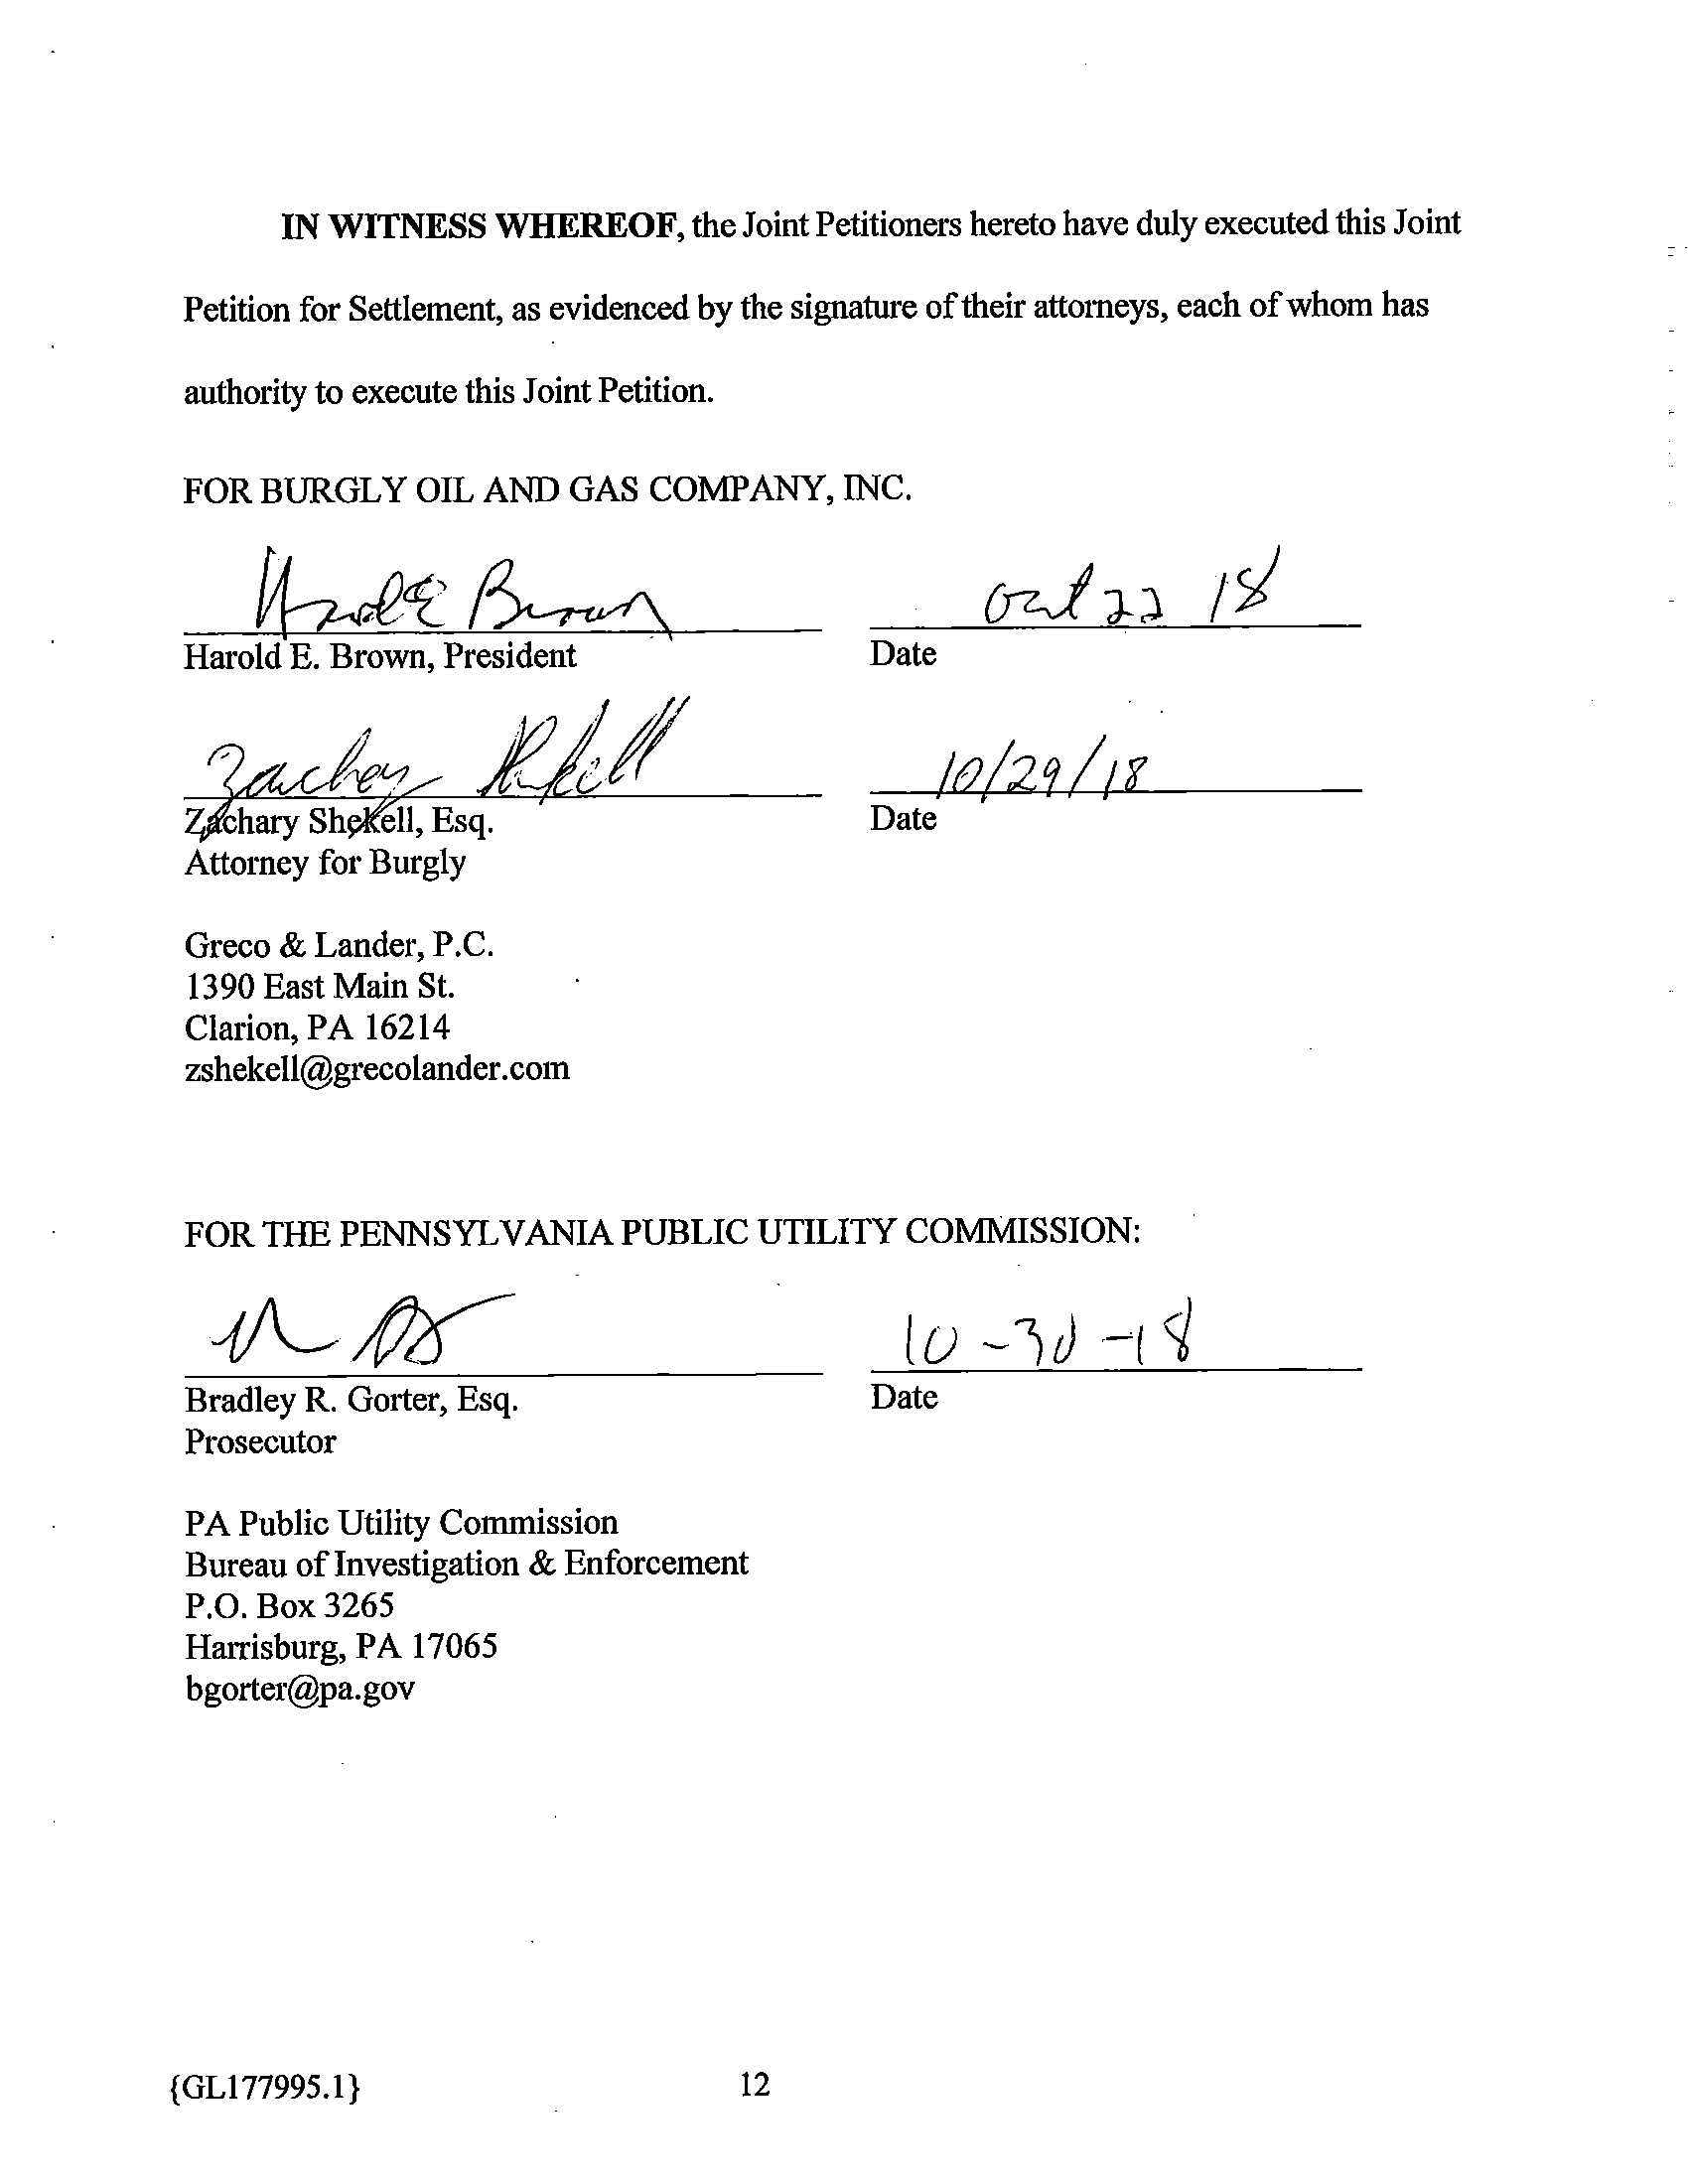 IN WITNESS WHEREOF, the Joint Petitioners hereto have duly executed this Joint
Petition for Settlement, as evidenced by the signature of their attorneys, each of whom has
authority to execute this Joint Petition.
FOR BURGLY OIL AND GAS COMPANY, INC.
Harold E Brown
Oct 22 18
Harold E. Brown, President
Date
Zachary Shekell
10/29/18
Zachary Shekell, Esq.
Date
Attorney for Burgly
Greco & Lander, P.C.
1390 East Main St.
Clarion, PA 16214
zshekell@grecolander.com
FOR THE PENNSYLVANIA PUBLIC UTILITY COMMISSION:
10-30-18
Bradley R. Gorter, Esq.
Date
Prosecutor
PA Public Utility Commission
Bureau of Investigation & Enforcement
P.O. Box 3265
Harrisburg, PA 17065
bgorter@pa.gov
{GL177995.1}
12